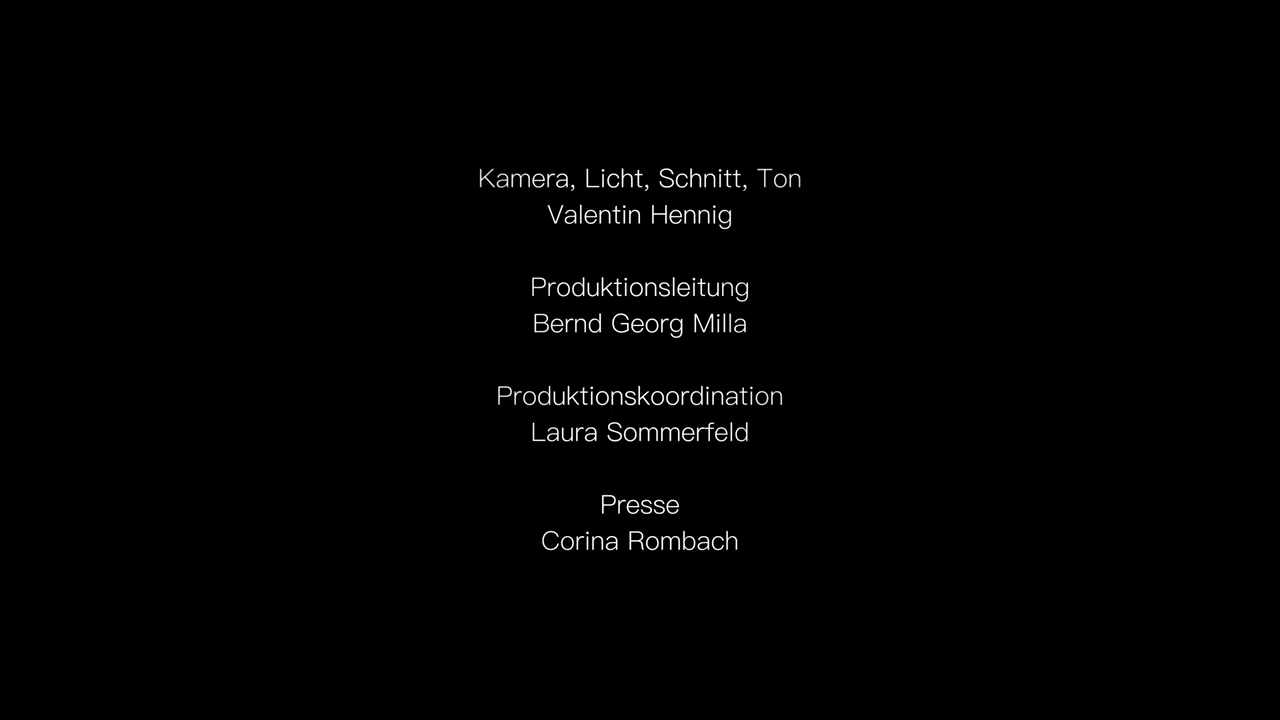 Kamera, Licht, Schnitt, Ton
Valentin Hennig
Produktionsleitung
Bernd Georg Milla
Produktionskoordination
Laura Sommerfeld
Presse
Corina Rombach